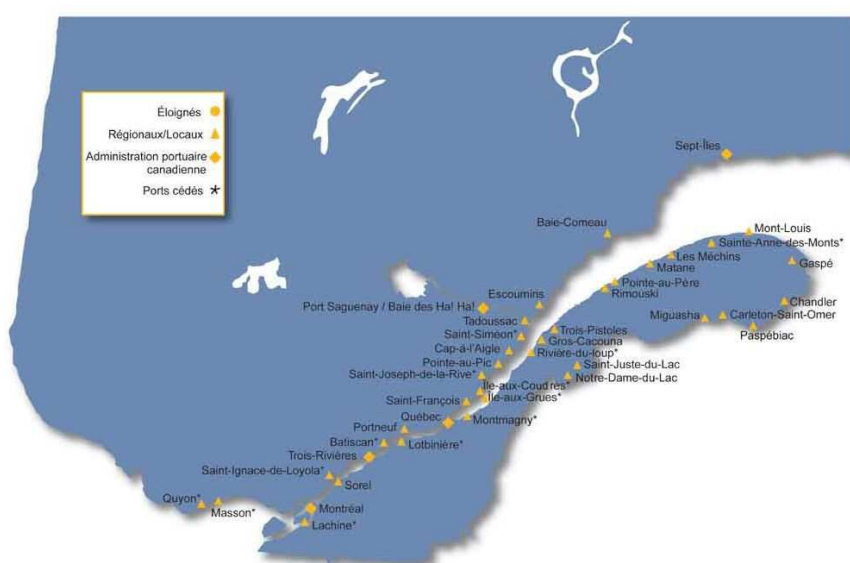 Éloignés
Régionaux/Locaux
Administration portuaire
canadienne
Ports cédés *
Sept-Îles
Baie-Comeau
Mont-Louis
Sainte-Anne-des-Monts*
Les Méchins
Gaspé
Matane
Pointe-au-Père
Rimouski
Escoumins
Port Saguenay / Baie des Ha! Ha!
Chandler
Miguasha
Carleton-Saint-Omer
Paspébiac
Tadoussac
Trois-Pistoles
Saint-Siméon*
Gros-Cacouna
Cap-à-l'Aigle
Rivière-du-loup*
Pointe-au-Pic
Saint-Juste-du-Lac
Saint-Joseph-de-la-Rive*
Notre-Dame-du-Lac
Île-aux-Coudres*
Île-aux-Grues*
Saint-François
Québec
Montmagny*
Portneuf
Batiscan*
Lotbinière*
Trois-Rivières
Saint-Ignace-de-Loyola*
Sorel
Quyon*
Masson*
Montréal
Lachine*